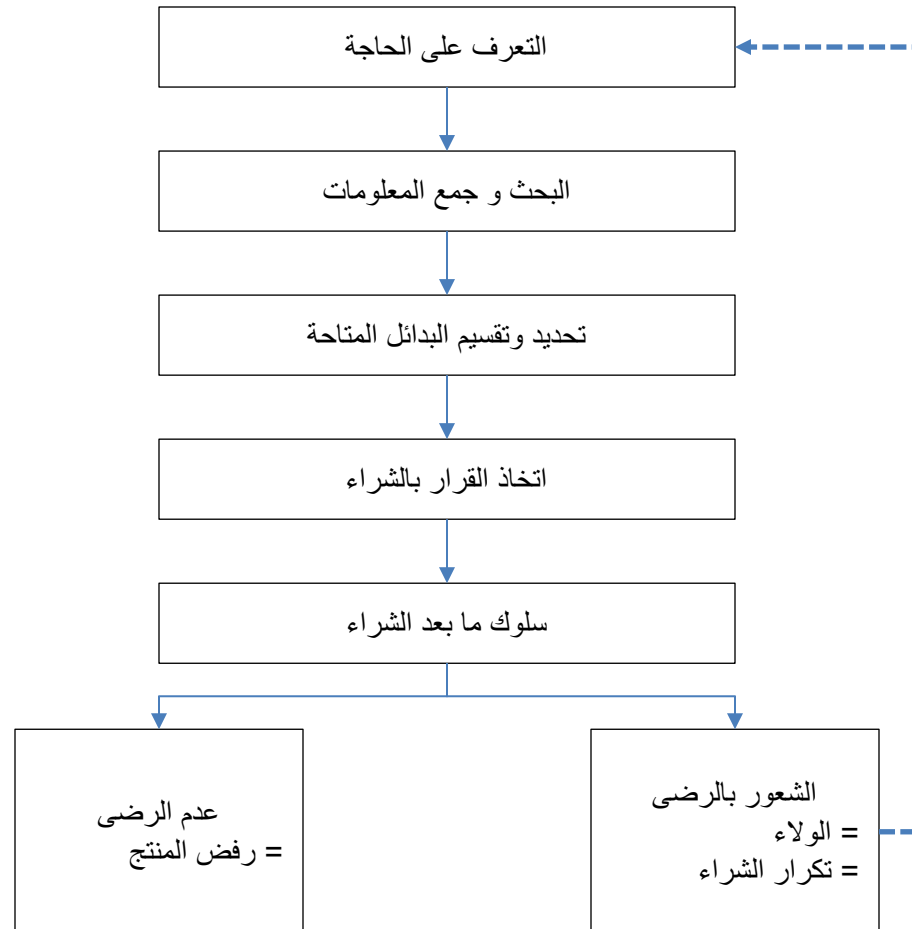 التعرف على الحاجة
البحث و جمع المعلومات
تحديد وتقسيم البدائل المتاحة
اتخاذ القرار بالشراء
سلوك ما بعد الشراء
الشعور بالرضى
= الولاء
= تكرار الشراء
عدم الرضى
= رفض المنتج